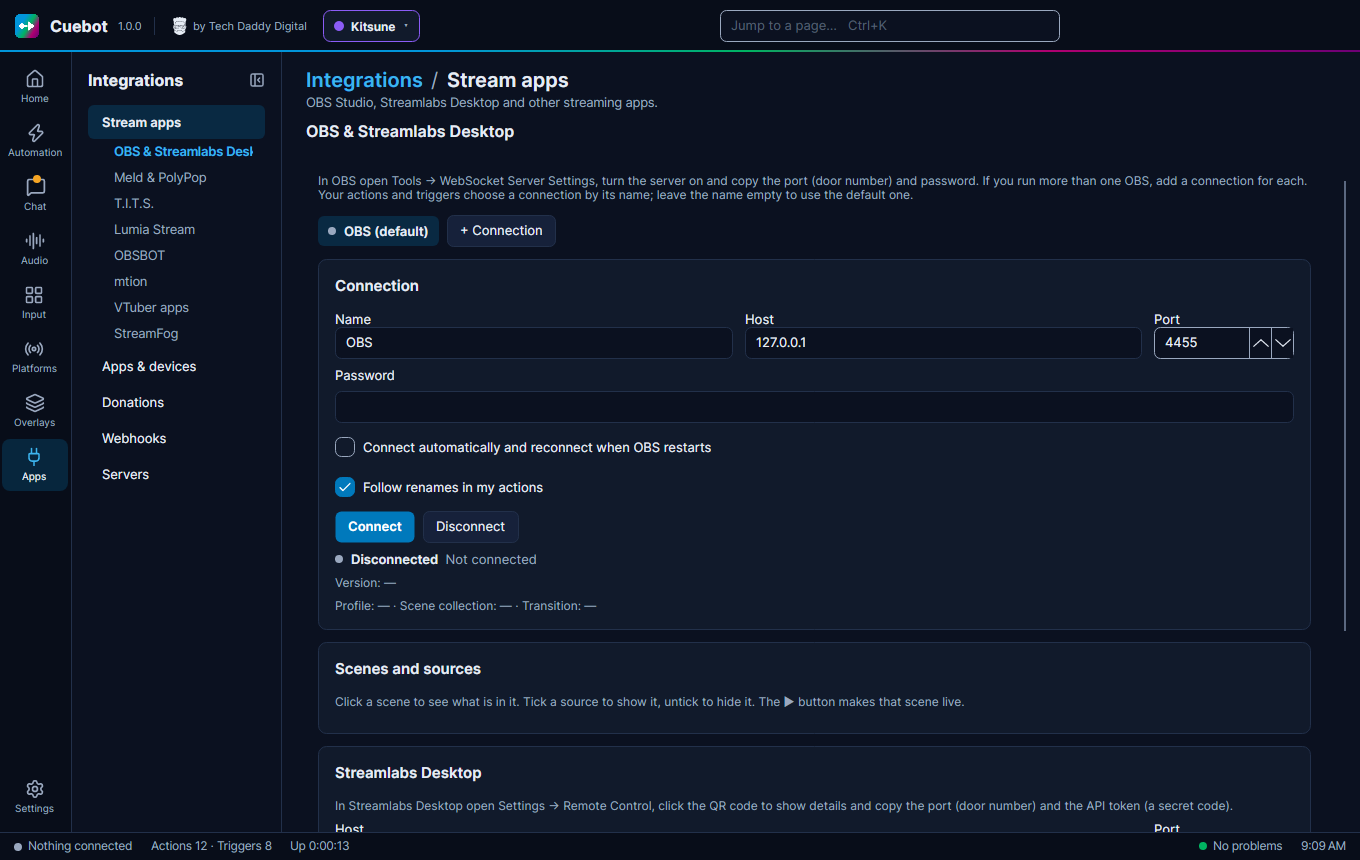 Cuebot 1.0.0 by Tech Daddy Digital Kitsune Jump to a page... Ctrl+K
Home
Automation
Chat
Audio
Input
Platforms
Overlays
Apps
Settings
Integrations
Stream apps
OBS & Streamlabs Desk
Meld & PolyPop
T.I.T.S.
Lumia Stream
OBSBOT
mtion
VTuber apps
StreamFog
Apps & devices
Donations
Webhooks
Servers
Integrations / Stream apps
OBS Studio, Streamlabs Desktop and other streaming apps.
OBS & Streamlabs Desktop
In OBS open Tools → WebSocket Server Settings, turn the server on and copy the port (door number) and password. If you run more than one OBS, add a connection for each.
Your actions and triggers choose a connection by its name; leave the name empty to use the default one.
OBS (default) + Connection
Connection
Name Host Port
OBS 127.0.0.1 4455
Password
Connect automatically and reconnect when OBS restarts
Follow renames in my actions
Connect Disconnect
Disconnected Not connected
Version: —
Profile: — · Scene collection: — · Transition: —
Scenes and sources
Click a scene to see what is in it. Tick a source to show it, untick to hide it. The ▶ button makes that scene live.
Streamlabs Desktop
In Streamlabs Desktop open Settings → Remote Control, click the QR code to show details and copy the port (door number) and the API token (a secret code).
Host Port
Nothing connected Actions 12 · Triggers 8 Up 0:00:13 No problems 9:09 AM